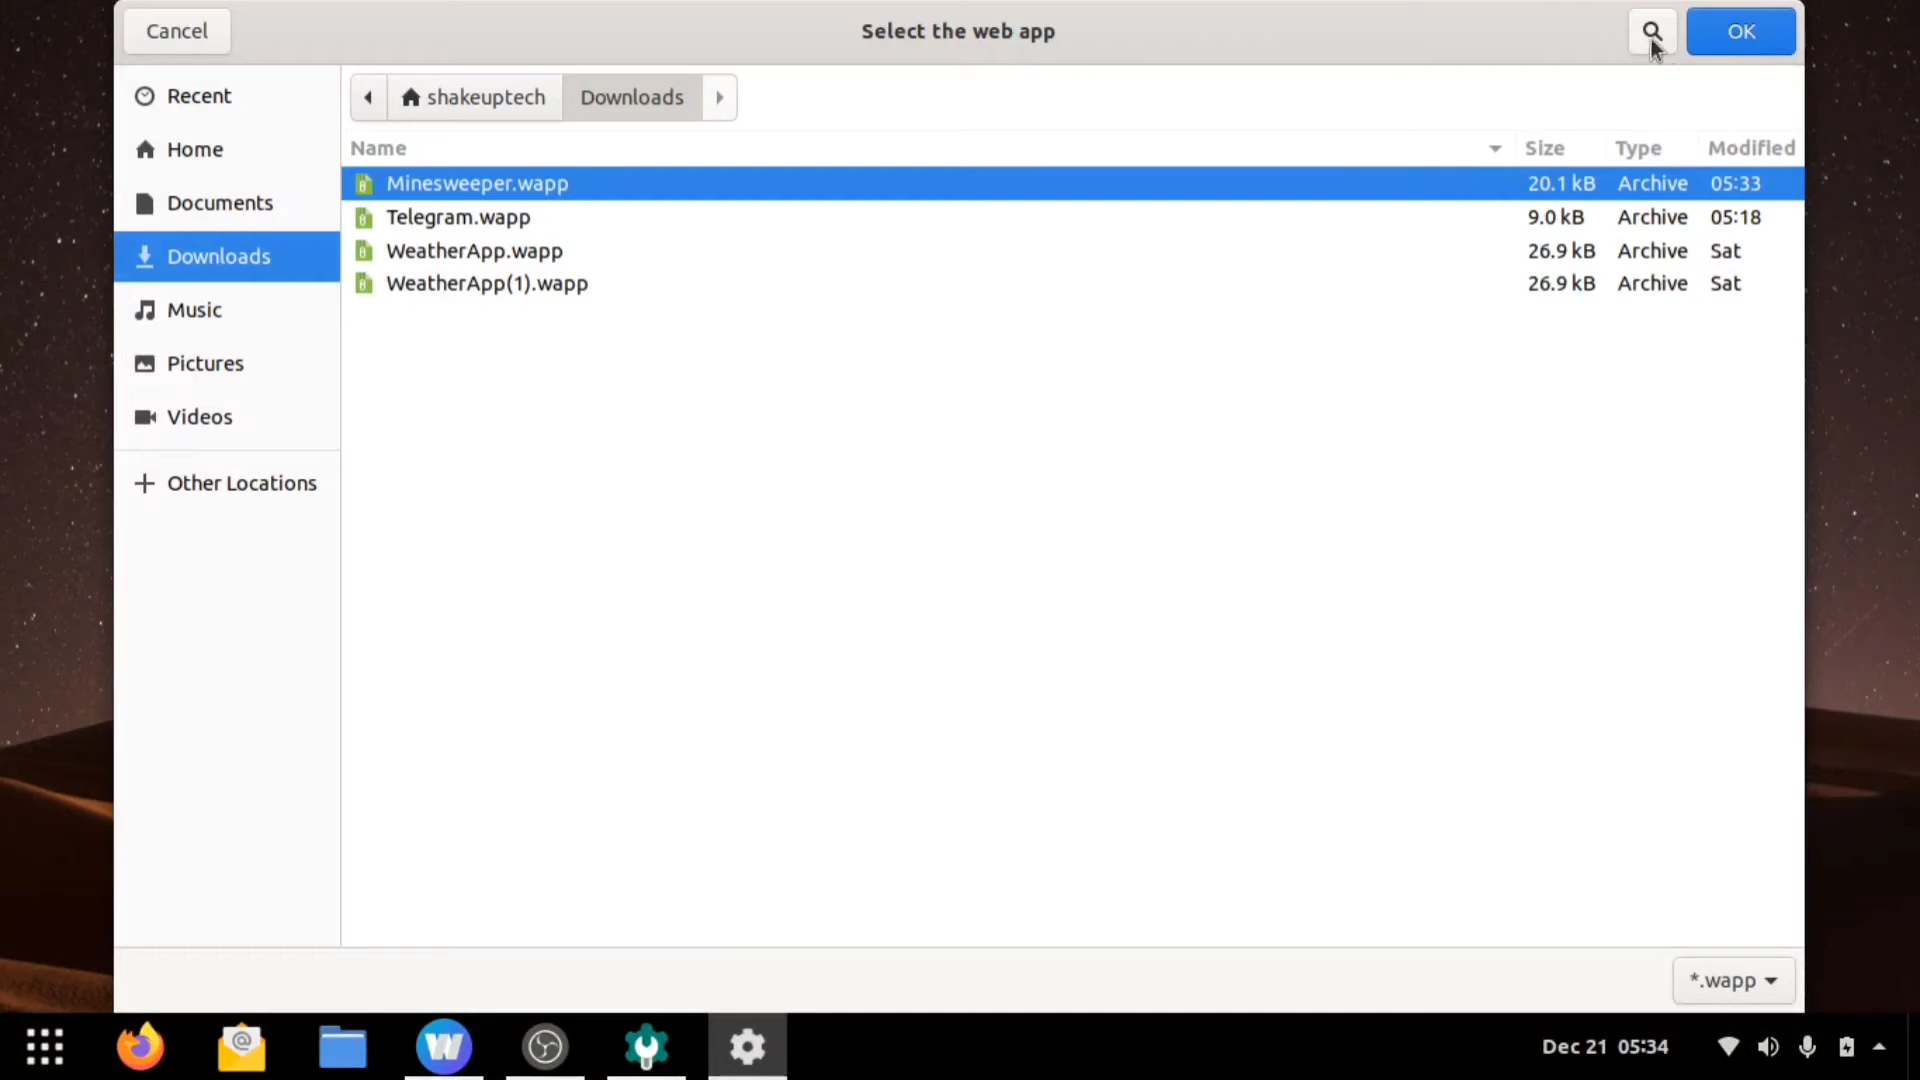 Cancel
Select the web app
OK
Recent
Home
Documents
Downloads
Music
Pictures
Videos
Other Locations
shakeuptech
Downloads
Name Size Type Modified
Minesweeper.wapp 20.1 kB Archive 05:33
Telegram.wapp 9.0 kB Archive 05:18
WeatherApp.wapp 26.9 kB Archive Sat
WeatherApp(1).wapp 26.9 kB Archive Sat
*.wapp
Dec 21 05:34